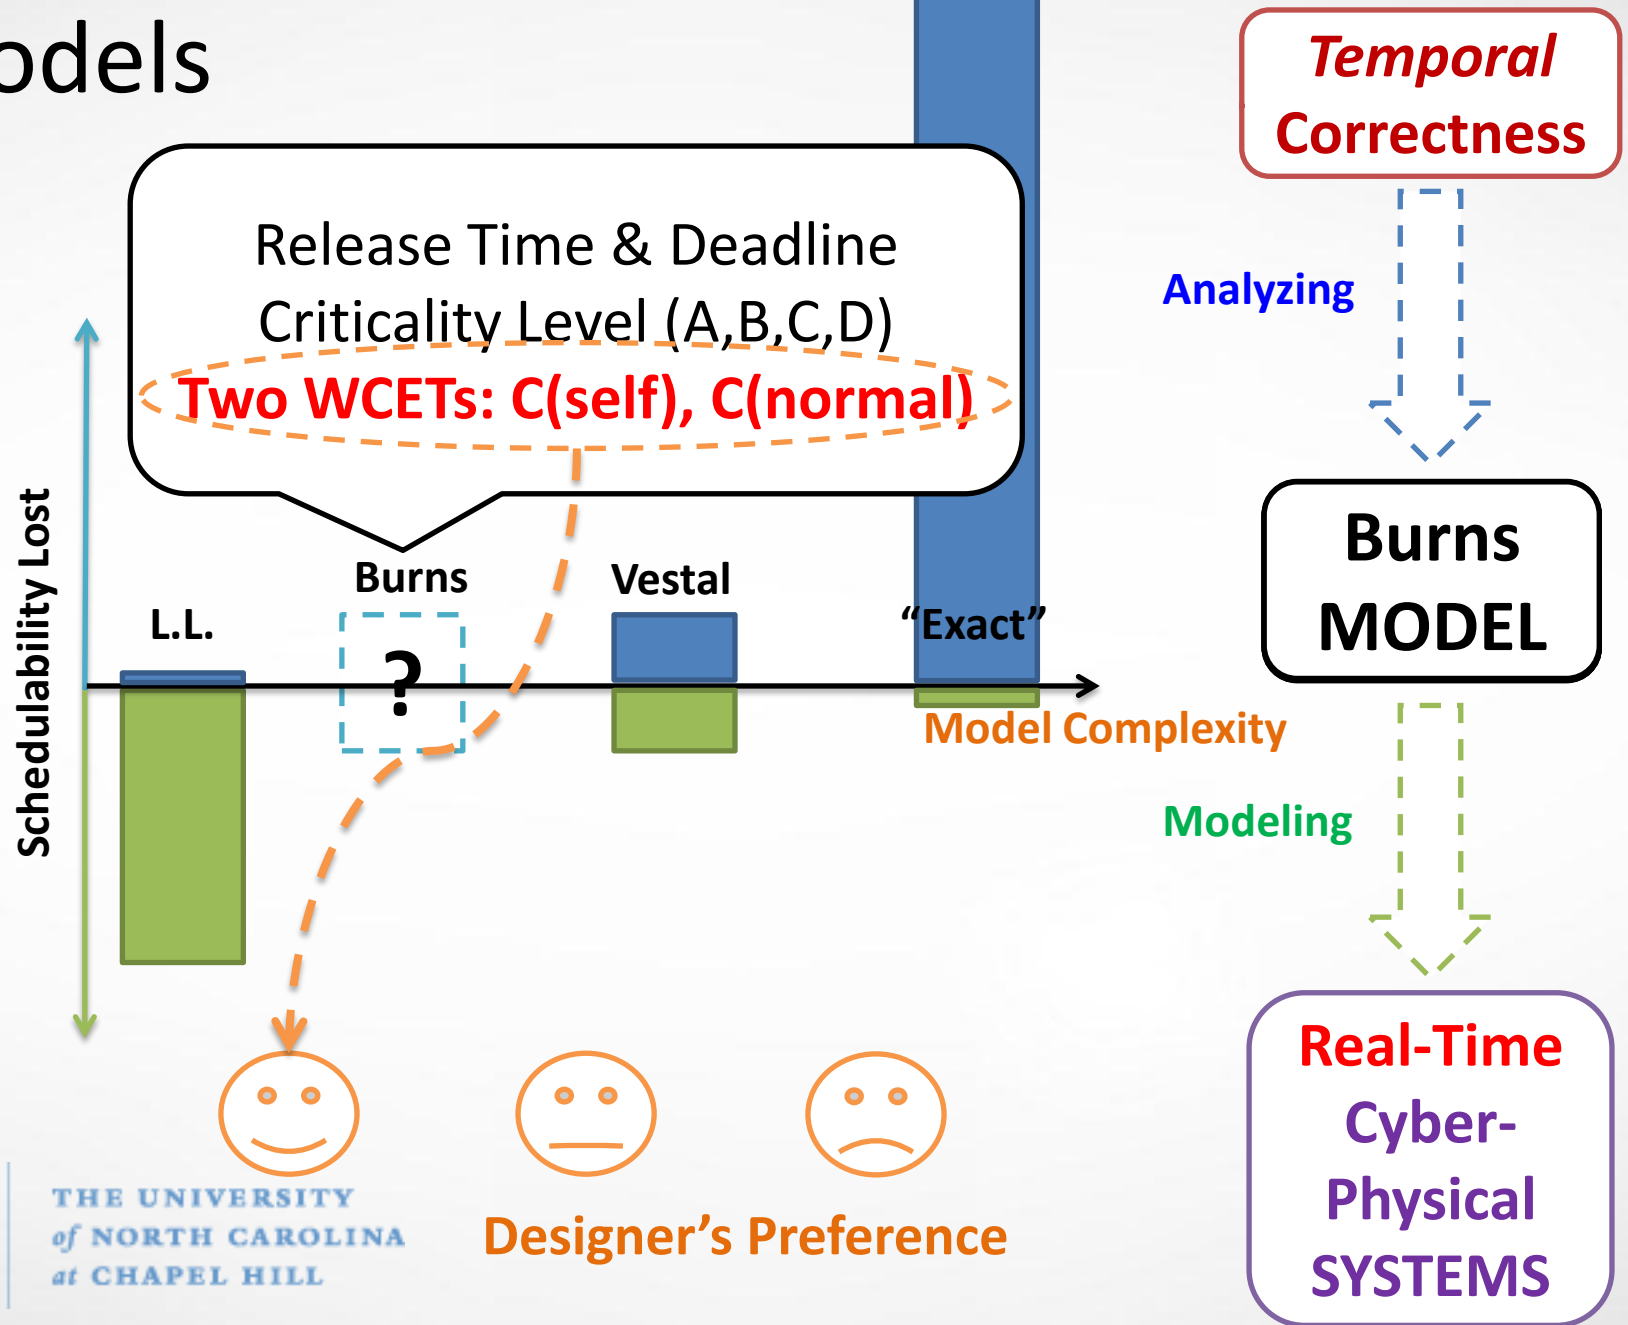 odels
Release Time & Deadline
Criticality Level (A,B,C,D)
Two WCETs: C(self), C(normal)
Schedulability Lost
L.L.
Burns
?
Vestal
“Exact”
Model Complexity
Designer’s Preference
THE UNIVERSITY
of NORTH CAROLINA
at CHAPEL HILL
Temporal
Correctness
Analyzing
Burns
MODEL
Modeling
Real-Time
Cyber-
Physical
SYSTEMS